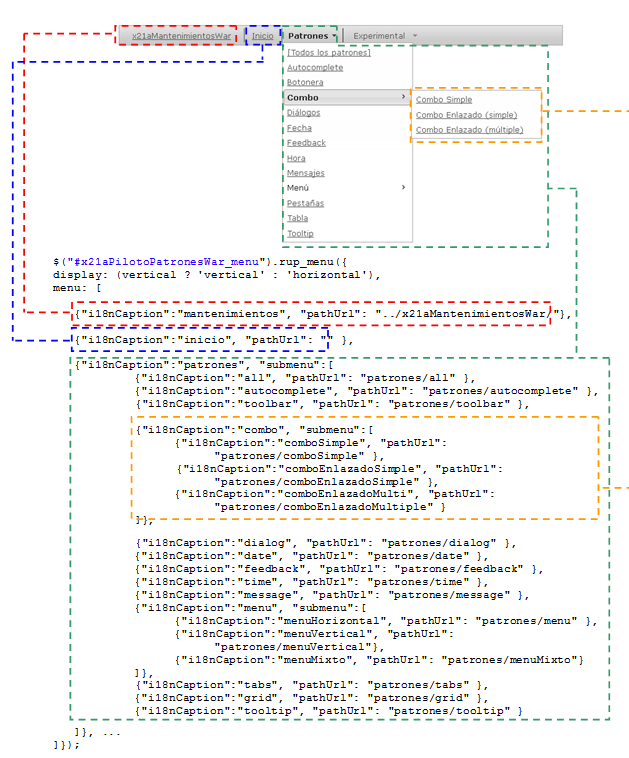 x21aMantenimientosWar Inicio Patrones Experimental
[Todos los patrones]
Autocomplete
Botonera
Combo
Combo Simple
Diálogos
Combo Enlazado (simple)
Fecha
Combo Enlazado (múltiple)
Feedback
Hora
Mensajes
Menú
Pestañas
Tabla
Tooltip
$("#x21aPilotoPatronesWar_menu").rup_menu({
display: (vertical ? 'vertical' : 'horizontal'),
menu: [
{"i18nCaption":"mantenimientos", "pathUrl": "../x21aMantenimientosWar/"},
{"i18nCaption":"inicio", "pathUrl": "" },
{"i18nCaption":"patrones", "submenu":[
{"i18nCaption":"all", "pathUrl": "patrones/all" },
{"i18nCaption":"autocomplete", "pathUrl": "patrones/autocomplete" },
{"i18nCaption":"toolbar", "pathUrl": "patrones/toolbar" },
{"i18nCaption":"combo", "submenu":[
{"i18nCaption":"comboSimple", "pathUrl":
"patrones/comboSimple" },
{"i18nCaption":"comboEnlazadoSimple", "pathUrl":
"patrones/comboEnlazadoSimple" },
{"i18nCaption":"comboEnlazadoMulti", "pathUrl":
"patrones/comboEnlazadoMultiple" }
]},
{"i18nCaption":"dialog", "pathUrl": "patrones/dialog" },
{"i18nCaption":"date", "pathUrl": "patrones/date" },
{"i18nCaption":"feedback", "pathUrl": "patrones/feedback" },
{"i18nCaption":"time", "pathUrl": "patrones/time" },
{"i18nCaption":"message", "pathUrl": "patrones/message" },
{"i18nCaption":"menu", "submenu":[
{"i18nCaption":"menuHorizontal", "pathUrl": "patrones/menu" },
{"i18nCaption":"menuVertical", "pathUrl":
"patrones/menuVertical"},
{"i18nCaption":"menuMixto", "pathUrl": "patrones/menuMixto"}
]},
{"i18nCaption":"tabs", "pathUrl": "patrones/tabs" },
{"i18nCaption":"grid", "pathUrl": "patrones/grid" },
{"i18nCaption":"tooltip", "pathUrl": "patrones/tooltip" }
]}, ...
]});